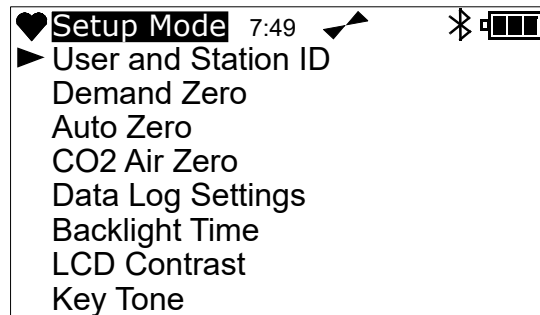 Setup Mode 7:49
User and Station ID
Demand Zero
Auto Zero
CO2 Air Zero
Data Log Settings
Backlight Time
LCD Contrast
Key Tone